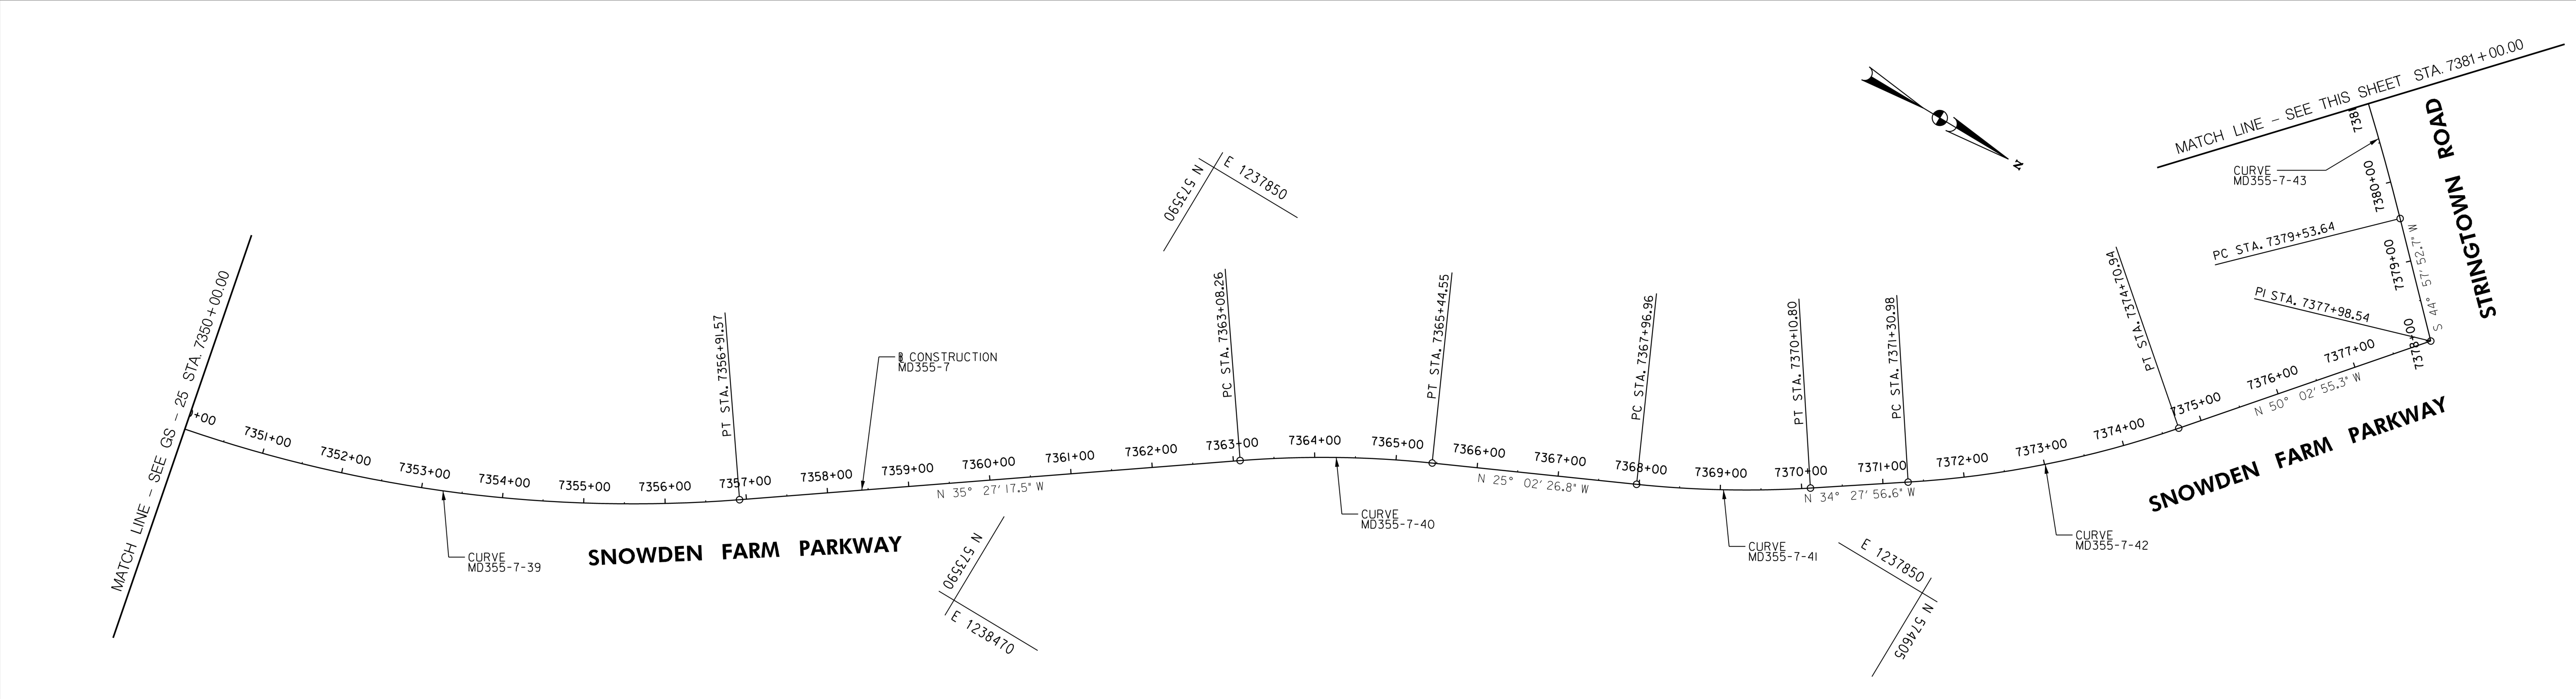 MATCH LINE - SEE GS - 25 STA. 7350+00.00
+00
7351+00
7352+00
7353+00
7354+00
7355+00
7356+00
7357+00
7358+00
7359+00
7360+00
7361+00
7362+00
7363+00
7364+00
7365+00
7366+00
7367+00
7368+00
7369+00
7370+00
7371+00
7372+00
7373+00
7374+00
7375+00
7376+00
7377+00
7378+00
7379+00
7380+00
738
PT STA. 7356+91.57
CONSTRUCTION
MD355-7
PC STA. 7363+08.26
PT STA. 7365+44.55
PC STA. 7367+96.96
PT STA. 7370+10.80
PC STA. 7371+30.98
PT STA. 7374+70.94
PI STA. 7377+98.54
PC STA. 7379+53.64
N 35° 27' 17.5" W
N 25° 02' 26.8" W
N 34° 27' 56.6" W
N 50° 02' 55.3" W
S 44° 57' 52.7" W
CURVE
MD355-7-39
CURVE
MD355-7-40
CURVE
MD355-7-41
CURVE
MD355-7-42
CURVE
MD355-7-43
SNOWDEN FARM PARKWAY
SNOWDEN FARM PARKWAY
STRINGTOWN ROAD
MATCH LINE - SEE THIS SHEET STA. 7381+00.00
N 573590
E 1237850
N 573590
E 1238470
E 1237850
N 574605
N